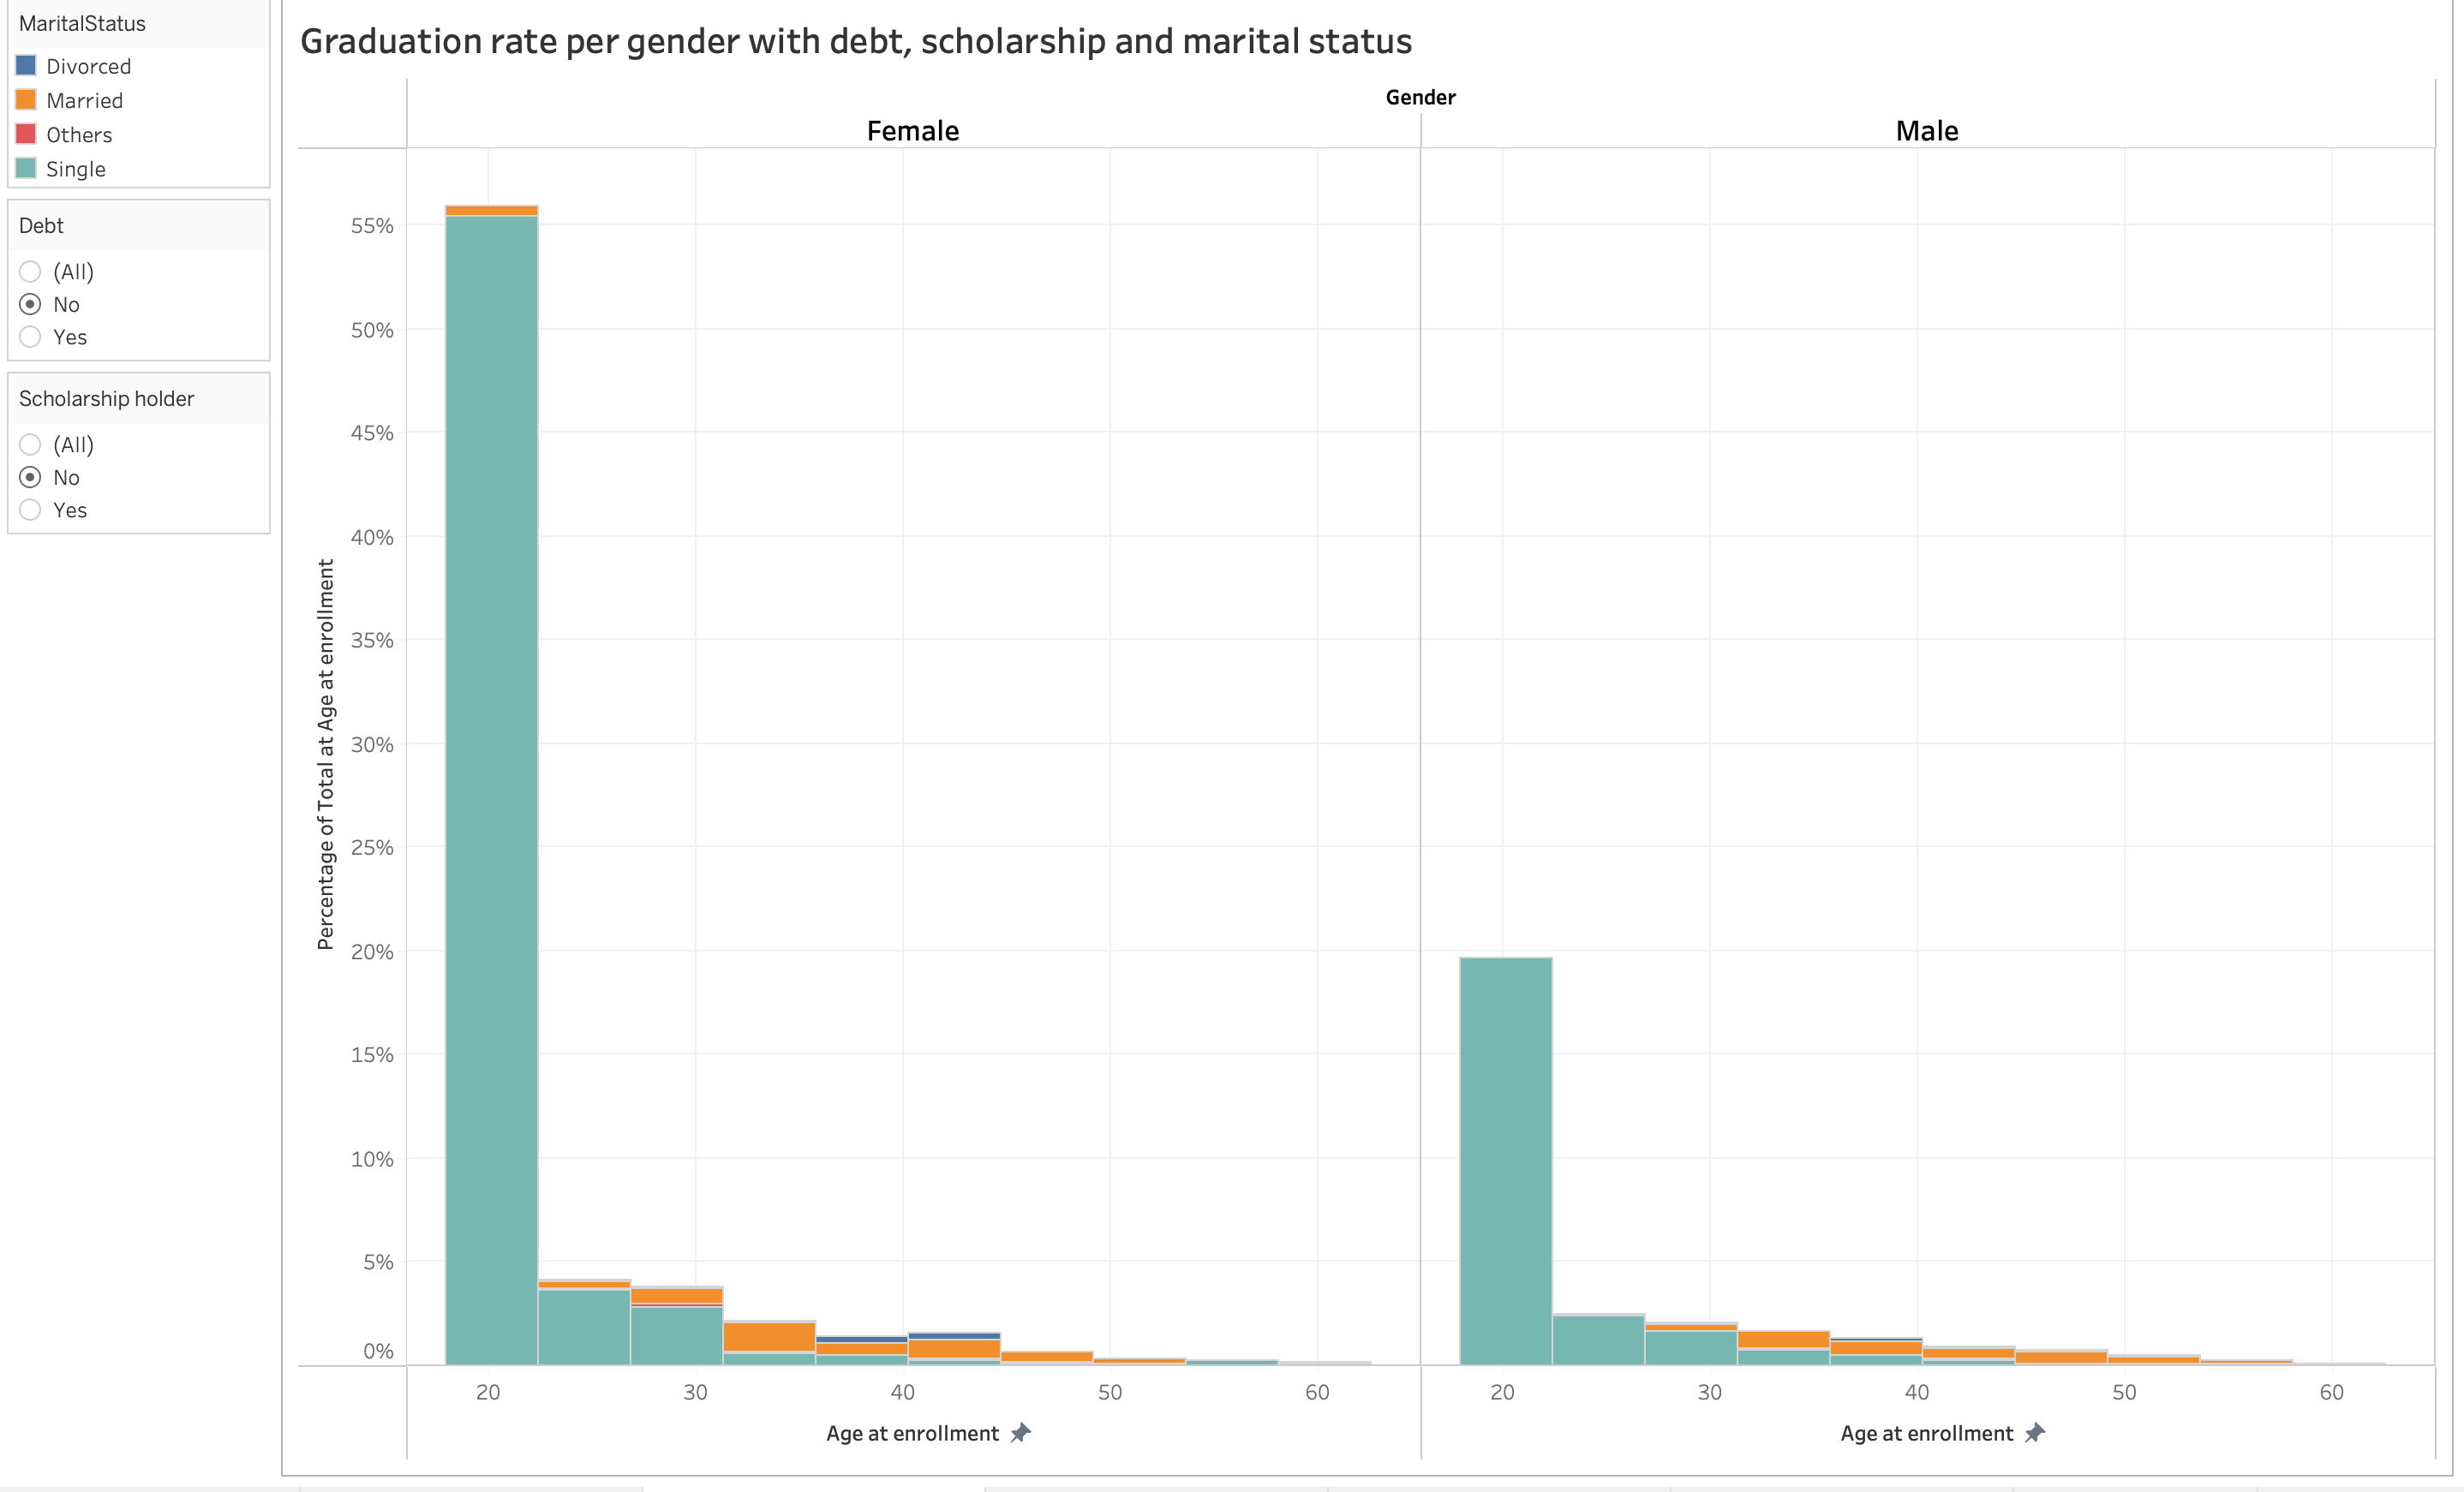 MaritalStatus
Divorced
Married
Others
Single
Debt
(All)
No
Yes
Scholarship holder
(All)
No
Yes
Graduation rate per gender with debt, scholarship and marital status
Gender
Female
Male
Percentage of Total at Age at enrollment
55%
50%
45%
40%
35%
30%
25%
20%
15%
10%
5%
0%
20 30 40 50 60
20 30 40 50 60
Age at enrollment
Age at enrollment